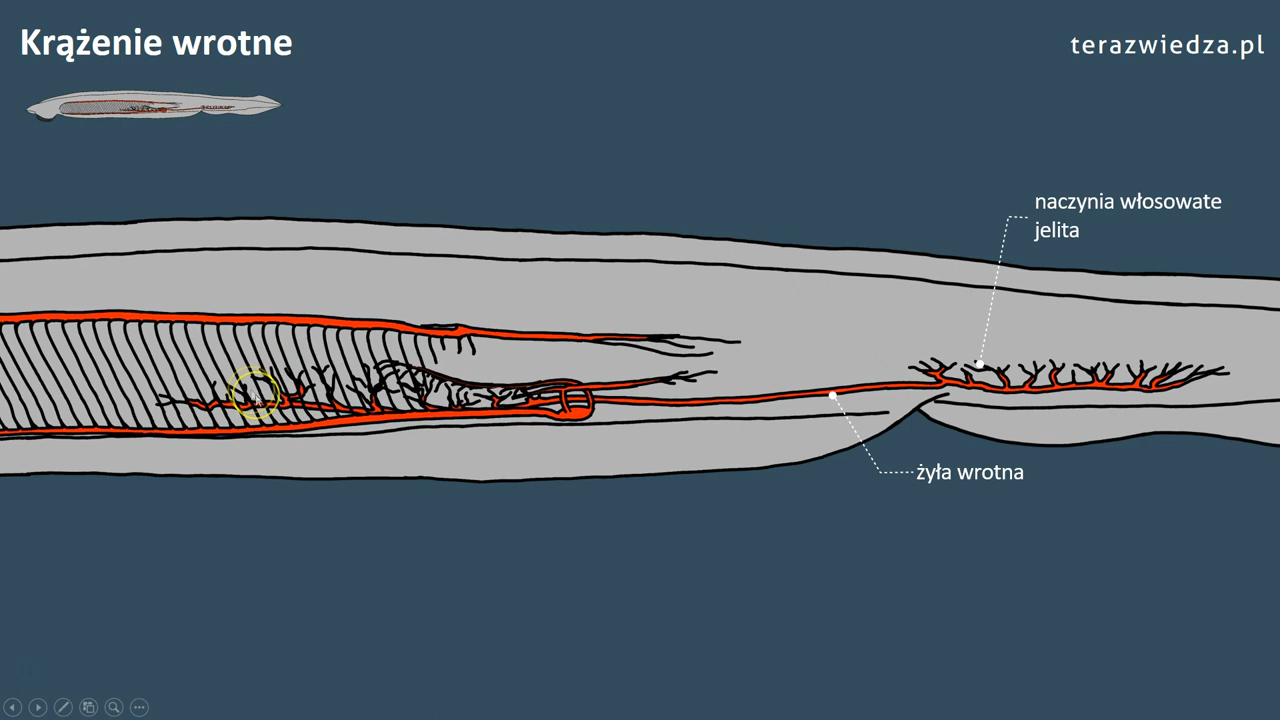 Krążenie wrotne
terazwiedza.pl
naczynia włosowate
jelita
żyła wrotna